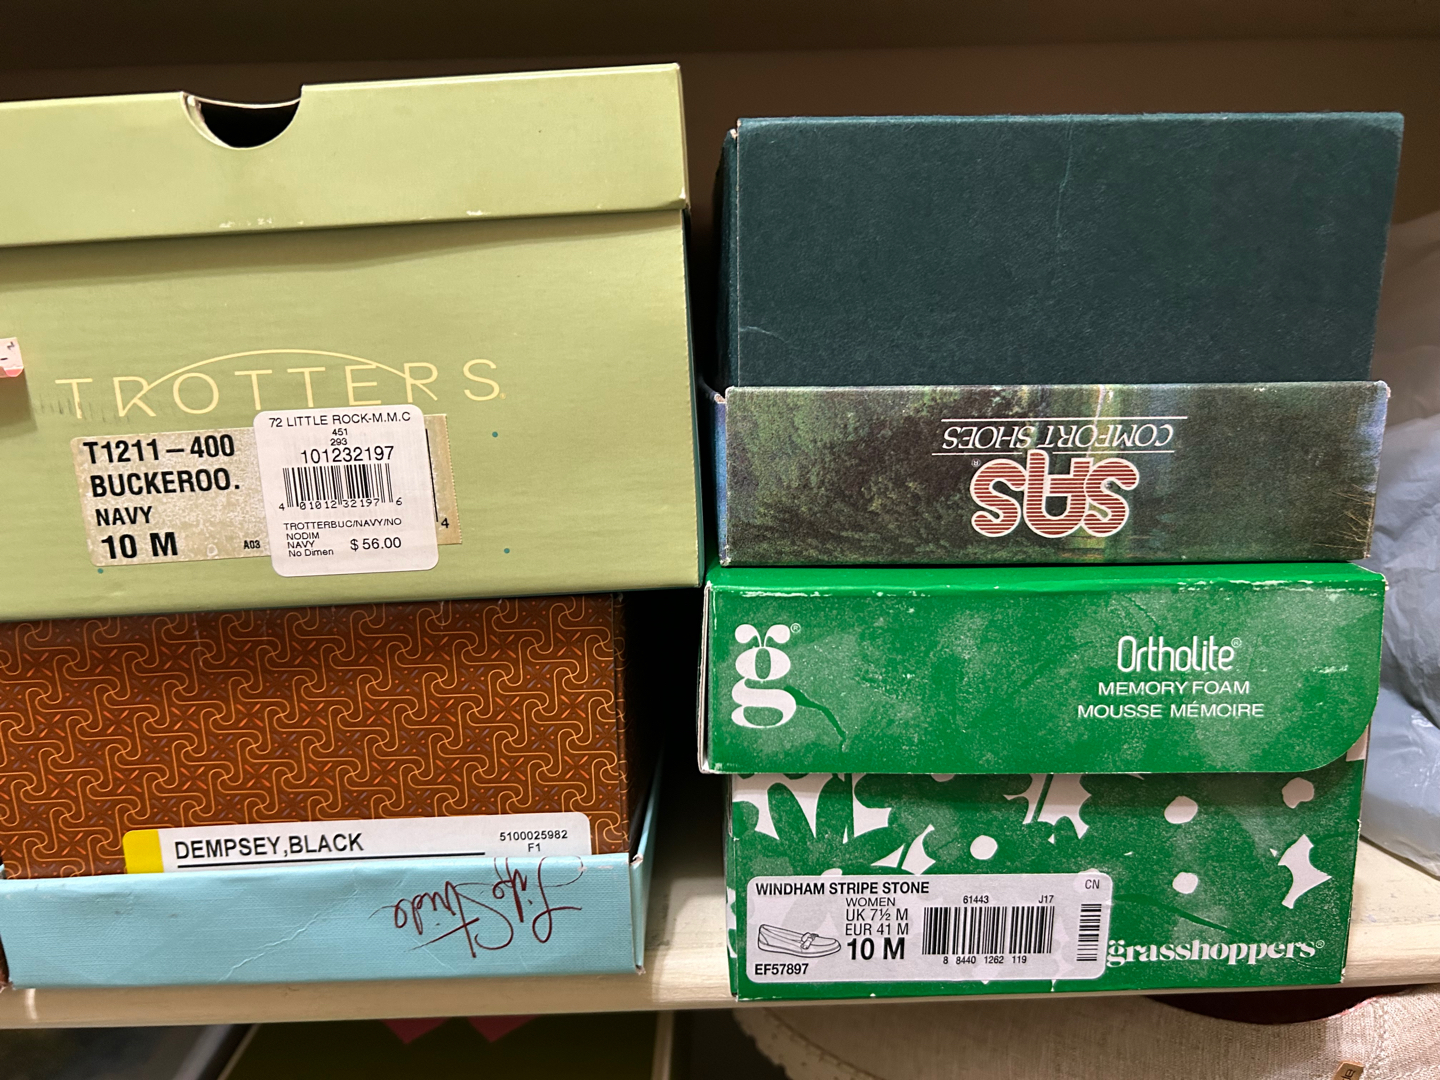 TROTTERS
T1211-400
BUCKEROO.
NAVY
10 M
A03
4
72 LITTLE ROCK-M.M.C
451
293
101232197
4 01012 32197 6
TROTTERBUC/NAVY/NO
NODIM
NAVY
No Dimen
$ 56.00
DEMPSEY,BLACK
5100025982
F1
Life Stride
COMFORT SHOES
SAS®
g®
Ortholite®
MEMORY FOAM
MOUSSE MÉMOIRE
WINDHAM STRIPE STONE
CN
WOMEN
UK 7½ M
EUR 41 M
10 M
EF57897
61443
J17
8 8440 1262 119
grasshoppers®